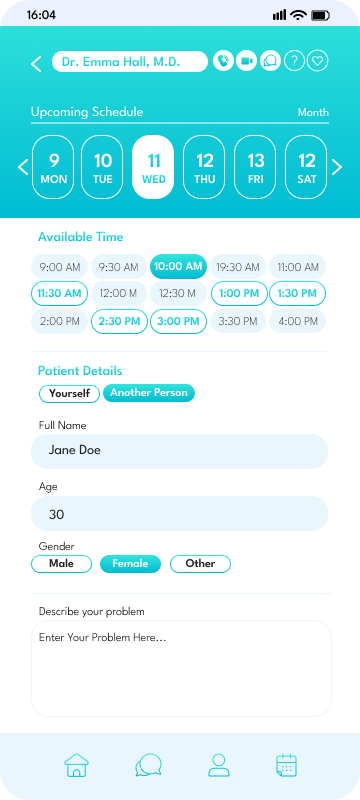 16:04
Dr. Emma Hall, M.D. ?
Upcoming Schedule Month
9 10 11 12 13 12
MON TUE WED THU FRI SAT
Available Time
9:00 AM 9:30 AM 10:00 AM 19:30 AM 11:00 AM
11:30 AM 12:00 M 12:30 M 1:00 PM 1:30 PM
2:00 PM 2:30 PM 3:00 PM 3:30 PM 4:00 PM
Patient Details
Yourself Another Person
Full Name
Jane Doe
Age
30
Gender
Male Female Other
Describe your problem
Enter Your Problem Here...